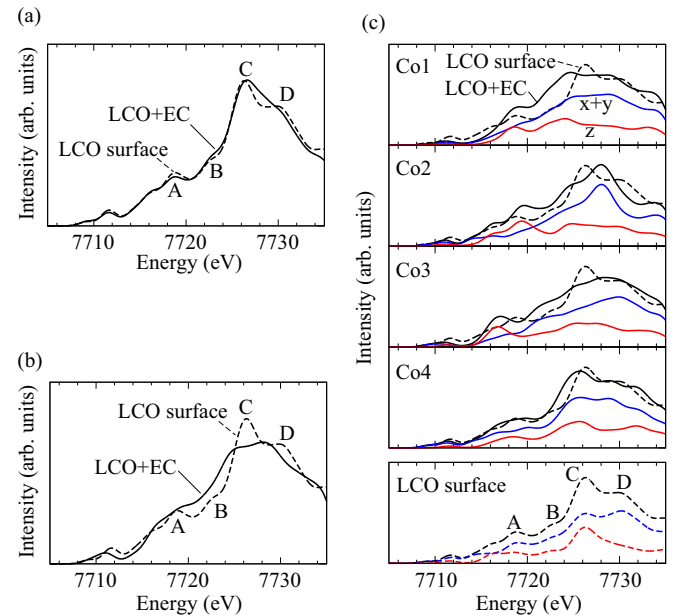 (a)
Intensity (arb. units)
LCO+EC
LCO surface
A
B
C
D
7710
7720
7730
Energy (eV)
(b)
Intensity (arb. units)
LCO surface
LCO+EC
A
B
C
D
7710
7720
7730
Energy (eV)
(c)
Intensity (arb. units)
Co1
LCO surface
LCO+EC
x+y
z
Co2
Co3
Co4
LCO surface
A
B
C
D
7710
7720
7730
Energy (eV)